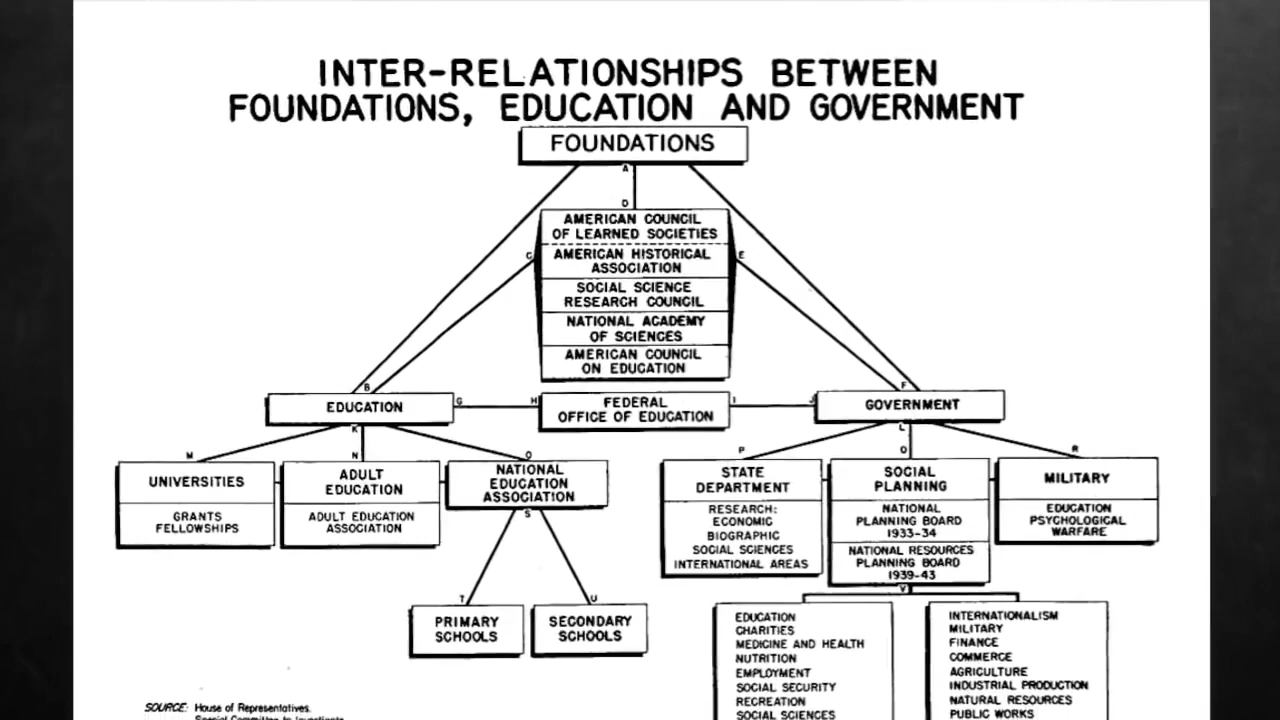 INTER-RELATIONSHIPS BETWEEN
FOUNDATIONS, EDUCATION AND GOVERNMENT
FOUNDATIONS
A
D
AMERICAN COUNCIL
OF LEARNED SOCIETIES
C
E
AMERICAN HISTORICAL
ASSOCIATION
SOCIAL SCIENCE
RESEARCH COUNCIL
NATIONAL ACADEMY
OF SCIENCES
AMERICAN COUNCIL
ON EDUCATION
B
F
EDUCATION
G
H
FEDERAL
OFFICE OF EDUCATION
I
J
GOVERNMENT
K
L
M
N
O
P
Q
R
UNIVERSITIES
GRANTS
FELLOWSHIPS
ADULT
EDUCATION
ADULT EDUCATION
ASSOCIATION
NATIONAL
EDUCATION
ASSOCIATION
S
STATE
DEPARTMENT
RESEARCH:
ECONOMIC
BIOGRAPHIC
SOCIAL SCIENCES
INTERNATIONAL AREAS
SOCIAL
PLANNING
NATIONAL
PLANNING BOARD
1933-34
NATIONAL RESOURCES
PLANNING BOARD
1939-43
V
MILITARY
EDUCATION
PSYCHOLOGICAL
WARFARE
T
U
PRIMARY
SCHOOLS
SECONDARY
SCHOOLS
EDUCATION
CHARITIES
MEDICINE AND HEALTH
NUTRITION
EMPLOYMENT
SOCIAL SECURITY
RECREATION
SOCIAL SCIENCES
INTERNATIONALISM
MILITARY
FINANCE
COMMERCE
AGRICULTURE
INDUSTRIAL PRODUCTION
NATURAL RESOURCES
PUBLIC WORKS
SOURCE: House of Representatives.
Special Committee to Investigate